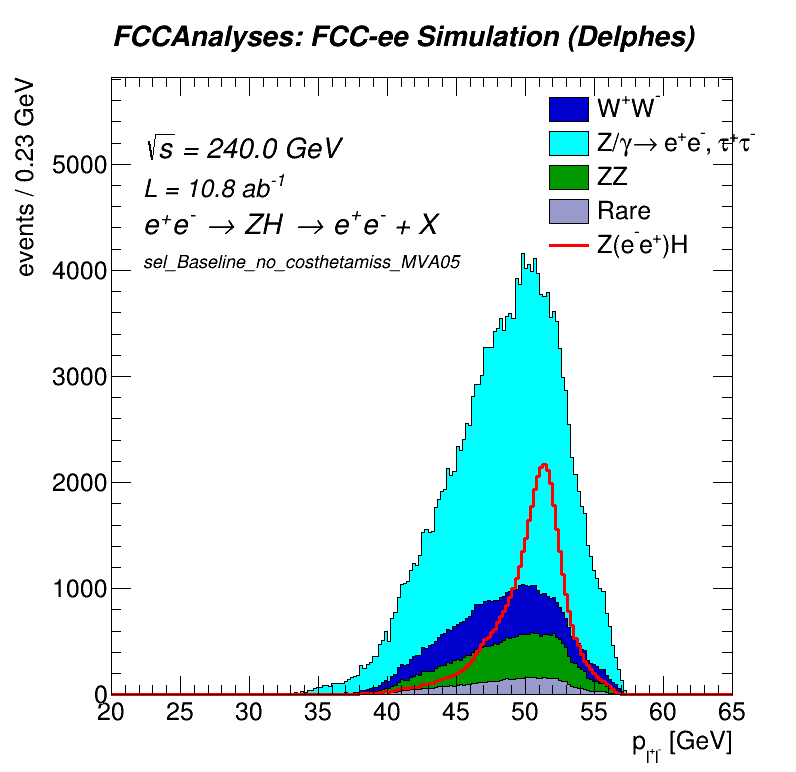 FCCAnalyses: FCC-ee Simulation (Delphes)
events / 0.23 GeV
√s = 240.0 GeV
L = 10.8 ab⁻¹
e⁺e⁻ → ZH → e⁺e⁻ + X
sel_Baseline_no_costhetamiss_MVA05
W⁺W⁻
Z/γ→ e⁺e⁻, τ⁺τ⁻
ZZ
Rare
Z(e⁻e⁺)H
5000
4000
3000
2000
1000
0
20 25 30 35 40 45 50 55 60 65
p_l⁺l⁻ [GeV]